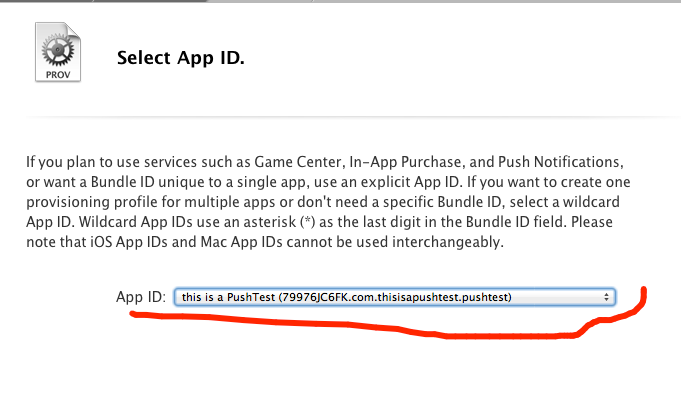 PROV
Select App ID.
If you plan to use services such as Game Center, In-App Purchase, and Push Notifications,
or want a Bundle ID unique to a single app, use an explicit App ID. If you want to create one
provisioning profile for multiple apps or don't need a specific Bundle ID, select a wildcard
App ID. Wildcard App IDs use an asterisk (*) as the last digit in the Bundle ID field. Please
note that iOS App IDs and Mac App IDs cannot be used interchangeably.
App ID: this is a PushTest (79976JC6FK.com.thisisapushtest.pushtest)